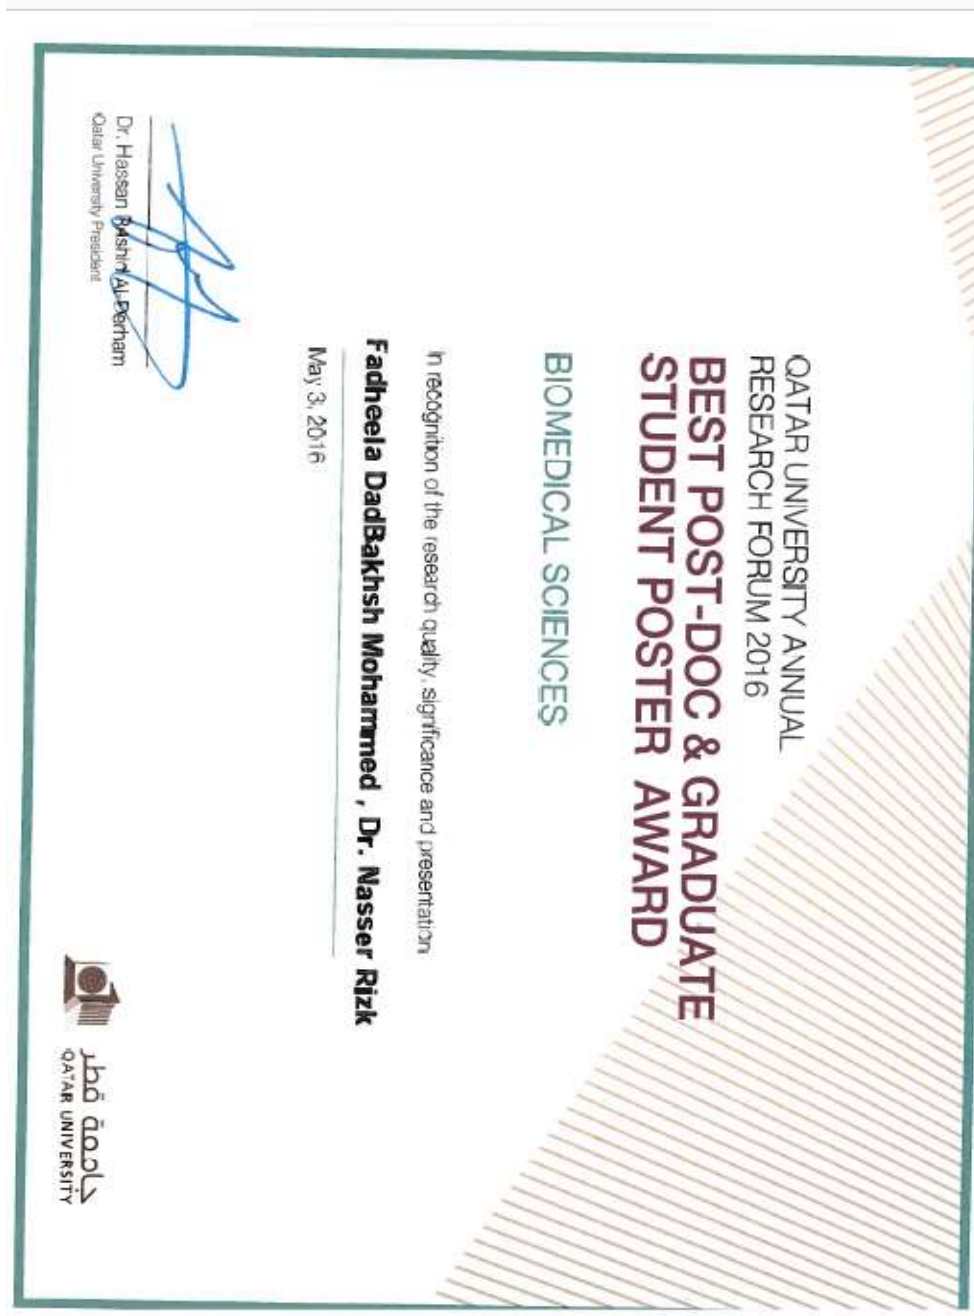 QATAR UNIVERSITY ANNUAL
RESEARCH FORUM 2016
BEST POST-DOC & GRADUATE
STUDENT POSTER AWARD
BIOMEDICAL SCIENCES
In recognition of the research quality, significance and presentation
Fadheela DadBakhsh Mohammed , Dr. Nasser Rizk
May 3, 2016
Dr. Hassan Rashid Al-Derham
Qatar University President
جامعة قطر
QATAR UNIVERSITY